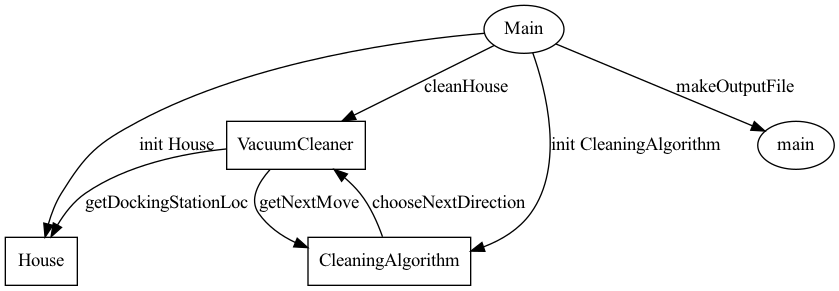 Main
cleanHouse
makeOutputFile
init House
VacuumCleaner
init CleaningAlgorithm
main
getDockingStationLoc
getNextMove
chooseNextDirection
House
CleaningAlgorithm